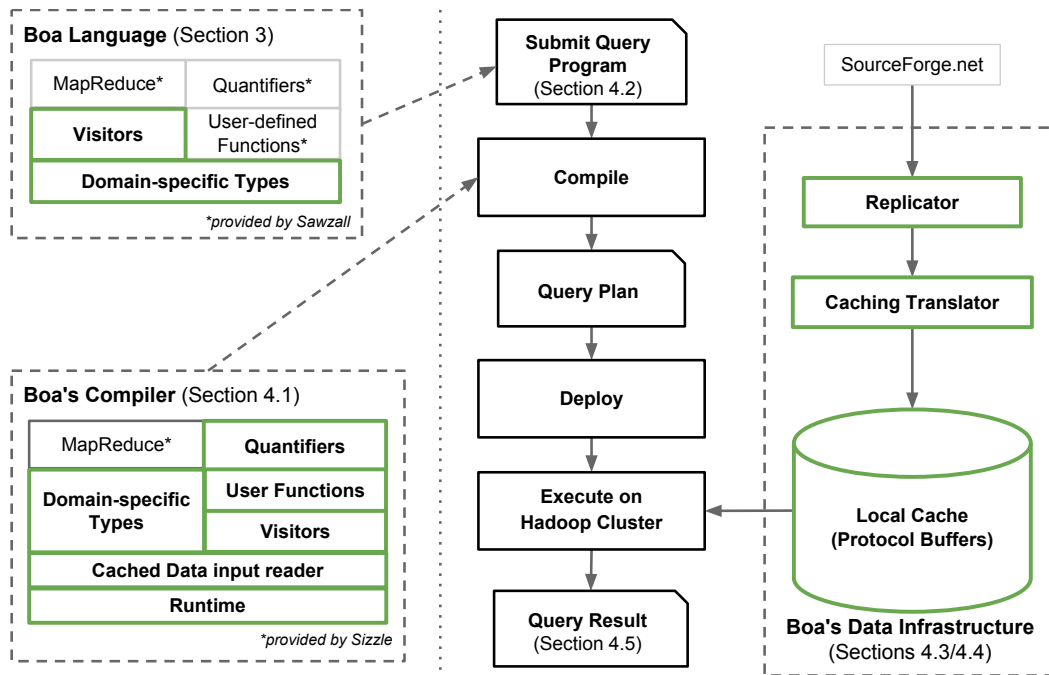 Boa Language (Section 3)
MapReduce*
Quantifiers*
Visitors
User-defined
Functions*
Domain-specific Types
*provided by Sawzall
Boa's Compiler (Section 4.1)
MapReduce*
Quantifiers
Domain-specific
Types
User Functions
Visitors
Cached Data input reader
Runtime
*provided by Sizzle
Submit Query
Program
(Section 4.2)
Compile
Query Plan
Deploy
Execute on
Hadoop Cluster
Query Result
(Section 4.5)
SourceForge.net
Replicator
Caching Translator
Local Cache
(Protocol Buffers)
Boa's Data Infrastructure
(Sections 4.3/4.4)